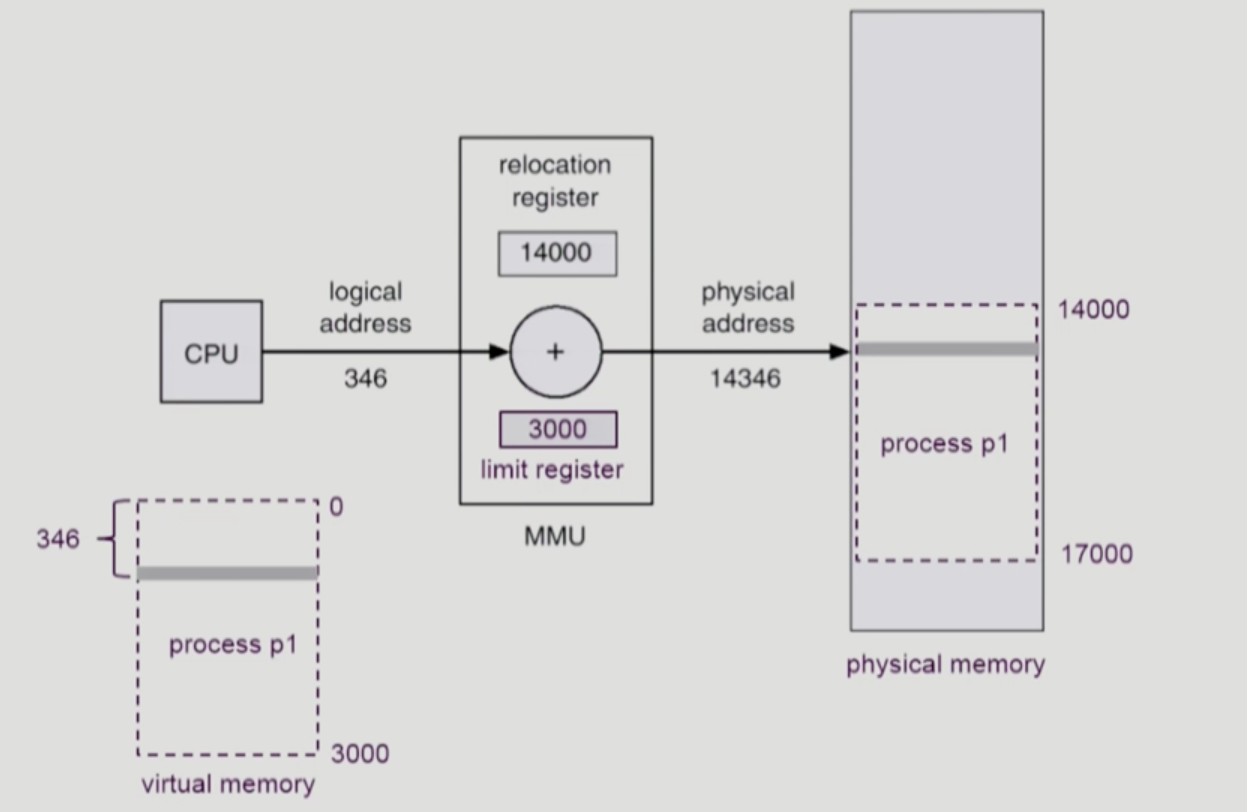 relocation
register
14000
logical
address
346
CPU
+
physical
address
14346
3000
limit register
MMU
0
346
process p1
3000
virtual memory
14000
process p1
17000
physical memory